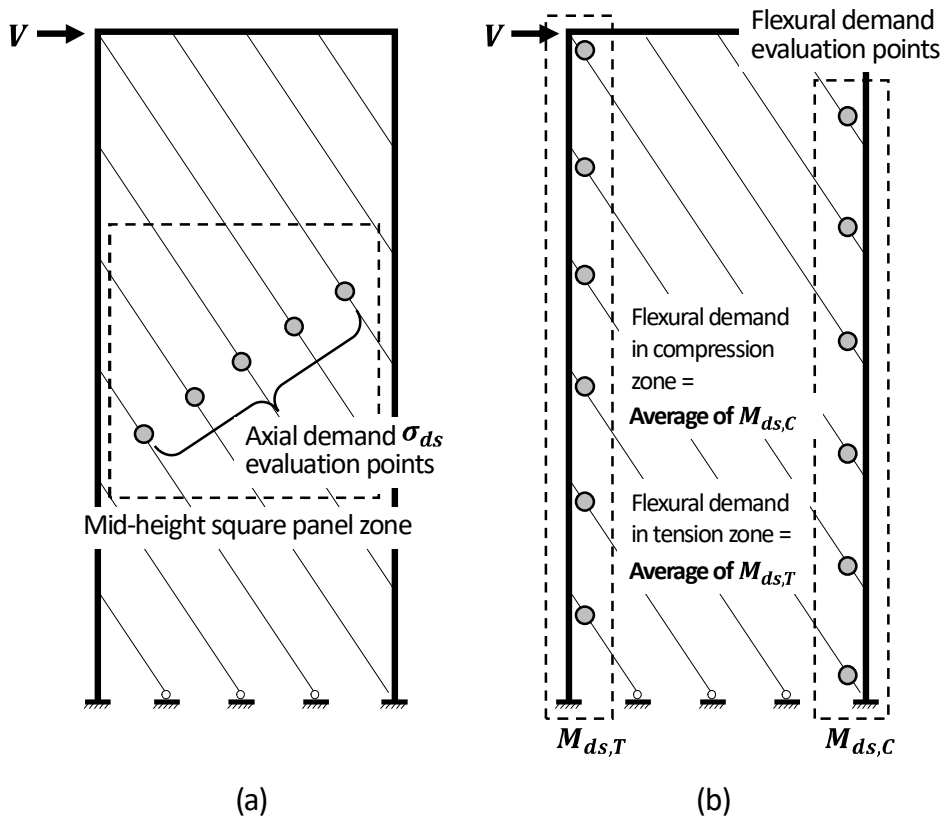 V
Axial demand σds
evaluation points
Mid-height square panel zone
(a)
V
Flexural demand
evaluation points
Flexural demand
in compression
zone =
Average of Mds,C
Flexural demand
in tension zone =
Average of Mds,T
Mds,T
Mds,C
(b)